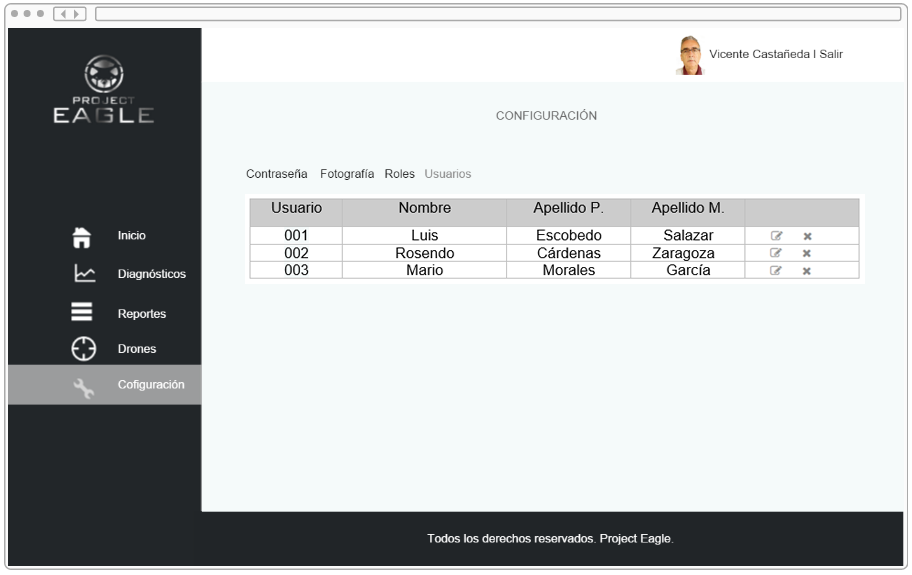 PROJECT
EAGLE
Vicente Castañeda I Salir
CONFIGURACIÓN
Inicio
Diagnósticos
Reportes
Drones
Cofiguración
Contraseña Fotografía Roles Usuarios
Usuario Nombre Apellido P. Apellido M.
001 Luis Escobedo Salazar
002 Rosendo Cárdenas Zaragoza
003 Mario Morales García
Todos los derechos reservados. Project Eagle.